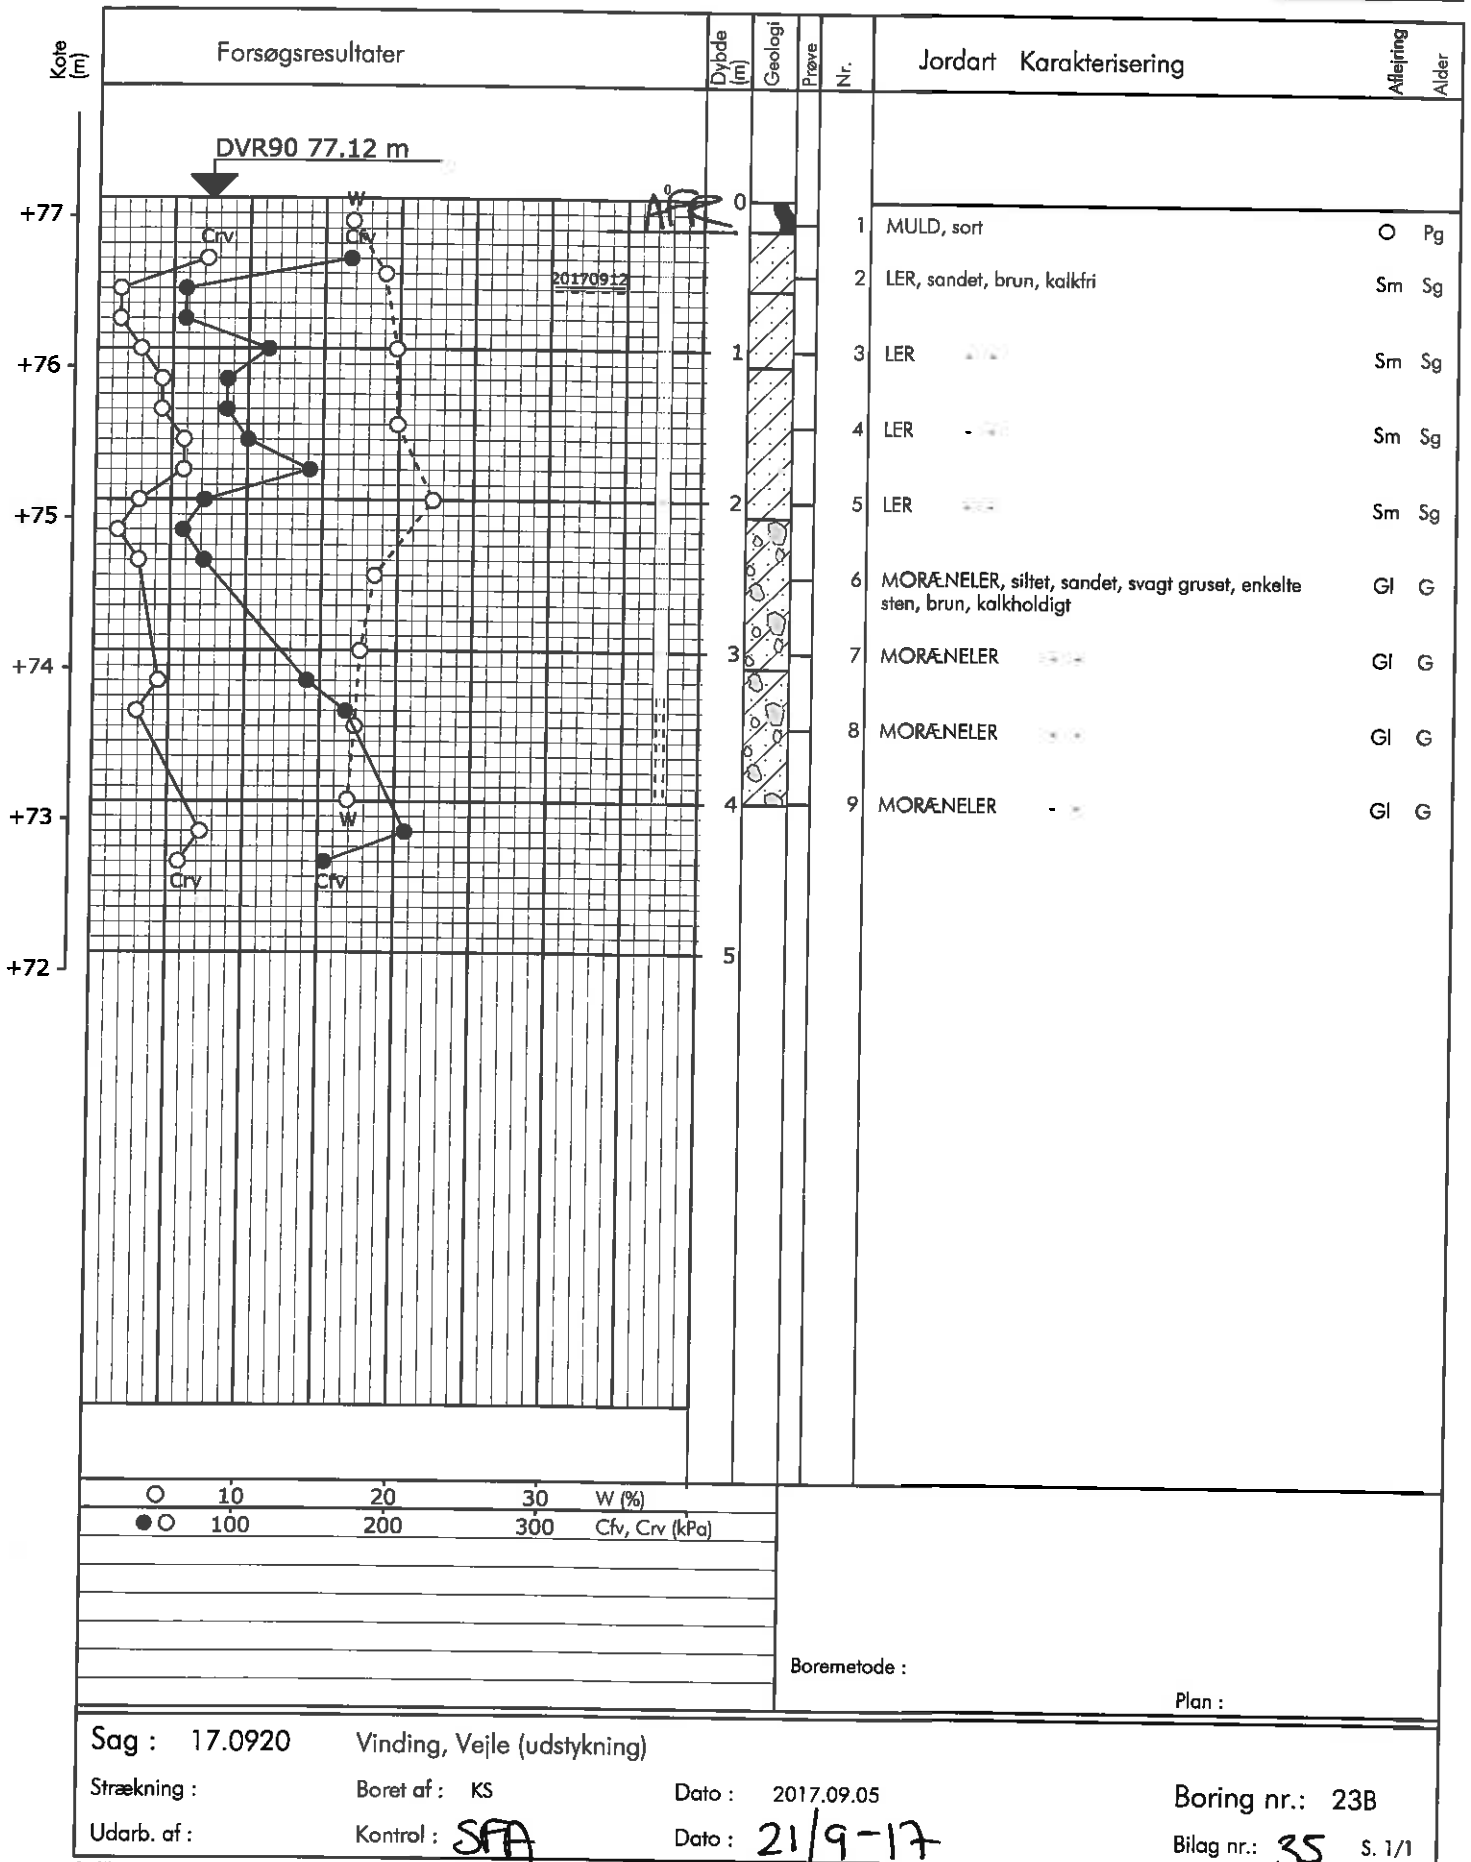 Kote (m) Forsøgsresultater Dybde (m) Geologi Prøve Nr. Jordart Karakterisering Aflejring Alder
DVR90 77.12 m
+77 W AFR 0
Crv Cfv 1 MULD, sort O Pg
20170912 2 LER, sandet, brun, kalkfri Sm Sg
+76 1 3 LER Sm Sg
4 LER - Sm Sg
+75 2 5 LER Sm Sg
6 MORÆNELER, siltet, sandet, svagt gruset, enkelte Gl G
sten, brun, kalkholdigt
+74 3 7 MORÆNELER Gl G
8 MORÆNELER Gl G
+73 W 4 9 MORÆNELER - Gl G
Crv Cfv
+72 5
10 20 30 W (%)
100 200 300 Cfv, Crv (kPa)
Boremetode :
Plan :
Sag : 17.0920 Vinding, Vejle (udstykning)
Strækning : Boret af : KS Dato : 2017.09.05 Boring nr.: 23B
Udarb. af : Kontrol : SFA Dato : 21/9-17 Bilag nr.: 35 S. 1/1